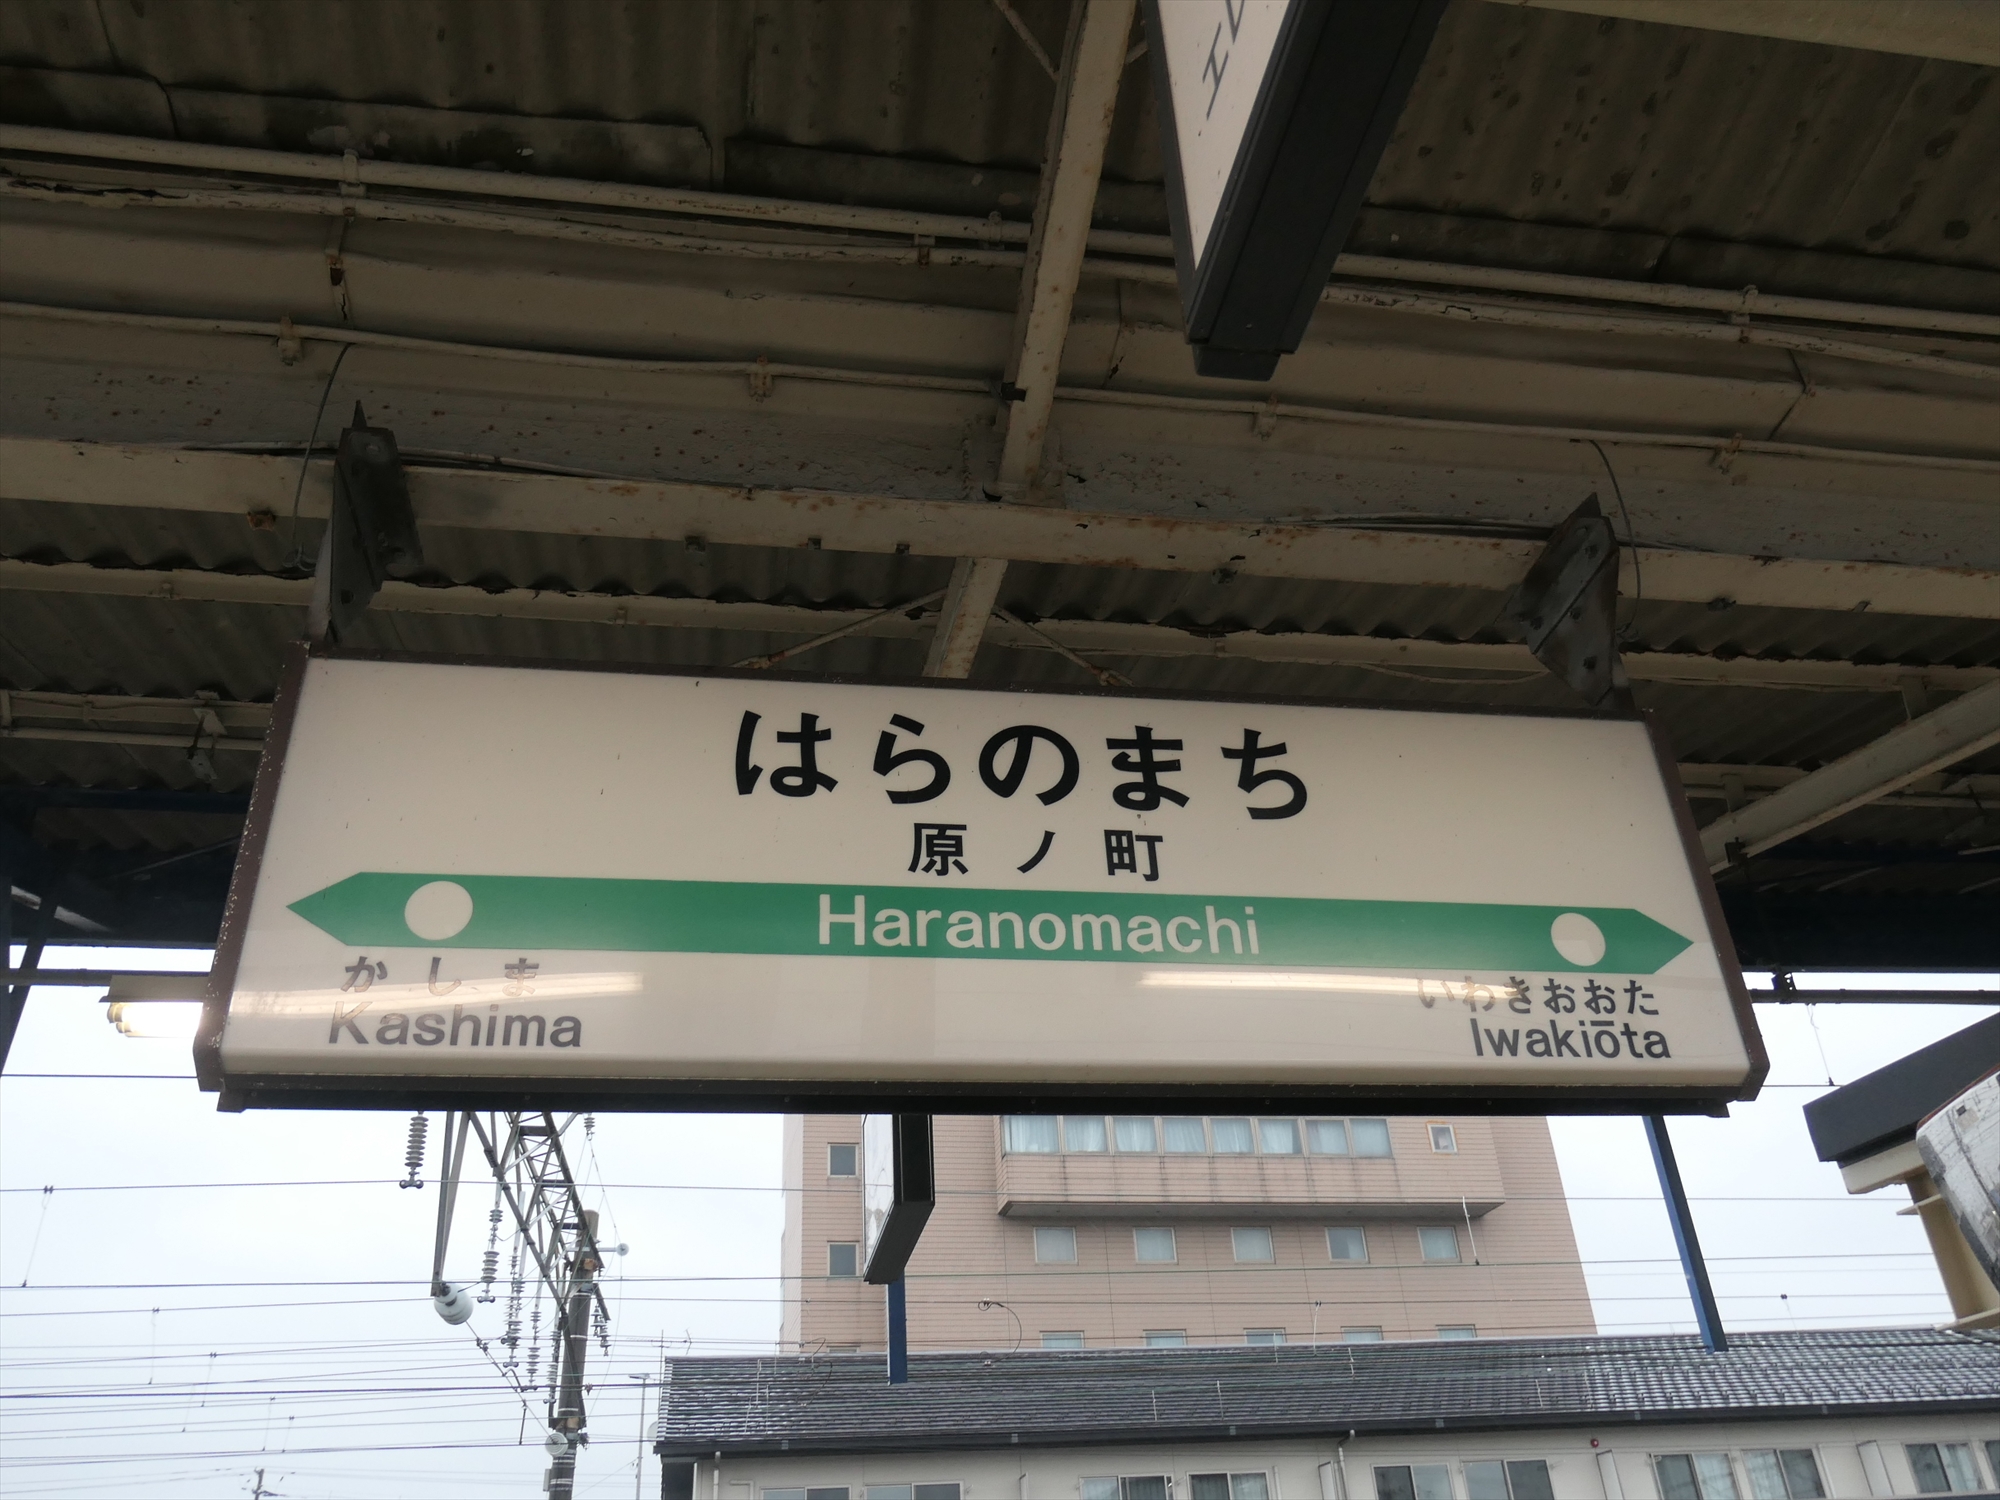 はらのまち
原ノ町
Haranomachi
かしま
Kashima
いわきおおた
Iwakiōta